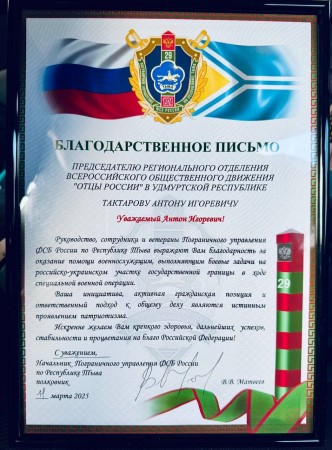 29
БЛАГОДАРСТВЕННОЕ ПИСЬМО
ПРЕДСЕДАТЕЛЮ РЕГИОНАЛЬНОГО ОТДЕЛЕНИЯ
ВСЕРОССИЙСКОГО ОБЩЕСТВЕННОГО ДВИЖЕНИЯ
"ОТЦЫ РОССИИ" В УДМУРТСКОЙ РЕСПУБЛИКЕ
ТАКТАРОВУ АНТОНУ ИГОРЕВИЧУ
Уважаемый Антон Игоревич!
Руководство, сотрудники и ветераны Пограничного управления
ФСБ России по Республике Тыва выражают Вам благодарность за
оказание помощи военнослужащим, выполняющим боевые задачи на
российско-украинском участке государственной границы в ходе
специальной военной операции.
Ваша инициатива, активная гражданская позиция и
ответственный подход к общему делу являются истинным
проявлением патриотизма.
Искренне желаем Вам крепкого здоровья, дальнейших успехов,
стабильности и процветания на благо Российской Федерации!
С уважением,
Начальник Пограничного управления ФСБ России
по Республике Тыва
полковник
В.В. Матвеев
марта 2025
29